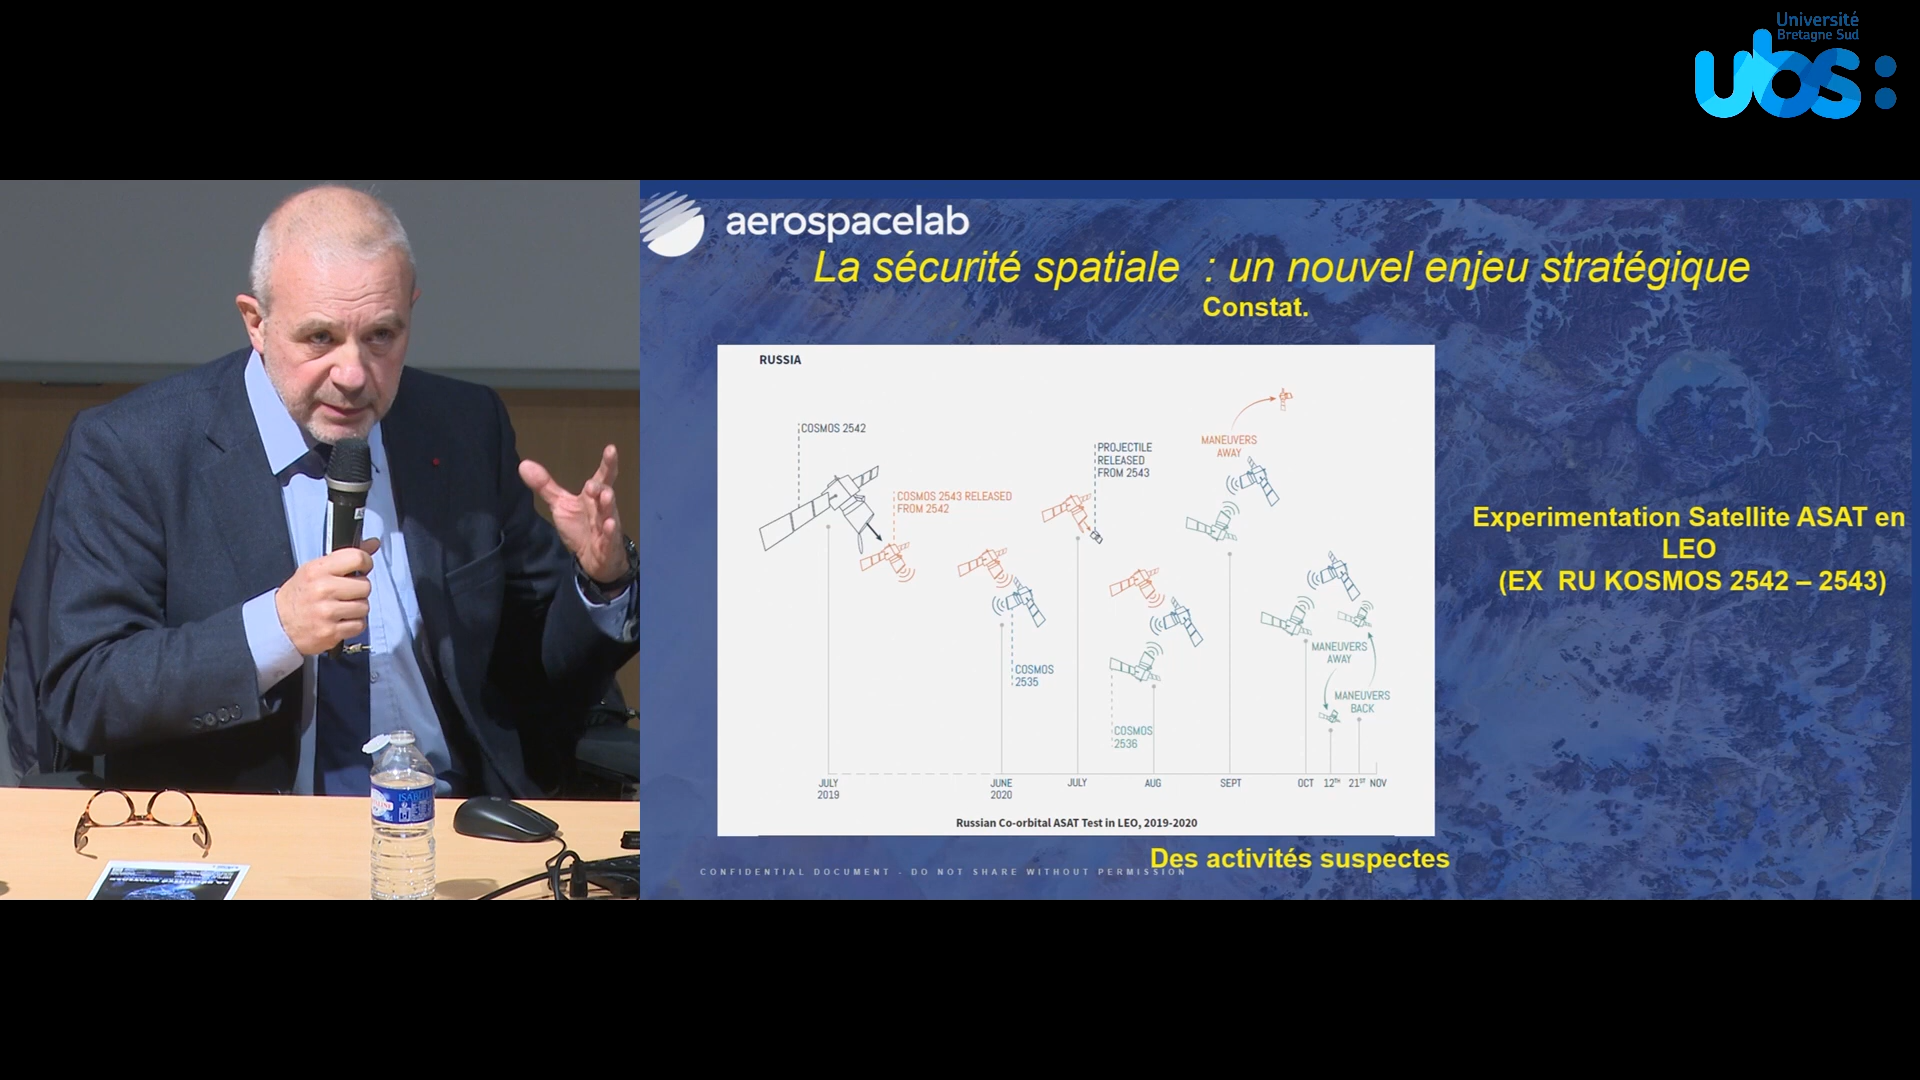 Université
Bretagne Sud
ubs:
aerospacelab
La sécurité spatiale : un nouvel enjeu stratégique
Constat.
RUSSIA
COSMOS 2542
COSMOS 2543 RELEASED
FROM 2542
PROJECTILE
RELEASED
FROM 2543
MANEUVERS
AWAY
COSMOS
2535
COSMOS
2536
MANEUVERS
AWAY
MANEUVERS
BACK
JULY
2019
JUNE
2020
JULY
AUG
SEPT
OCT
12TH
21ST
NOV
Russian Co-orbital ASAT Test in LEO, 2019-2020
Experimentation Satellite ASAT en
LEO
(EX RU KOSMOS 2542 – 2543)
Des activités suspectes
CONFIDENTIAL DOCUMENT - DO NOT SHARE WITHOUT PERMISSION